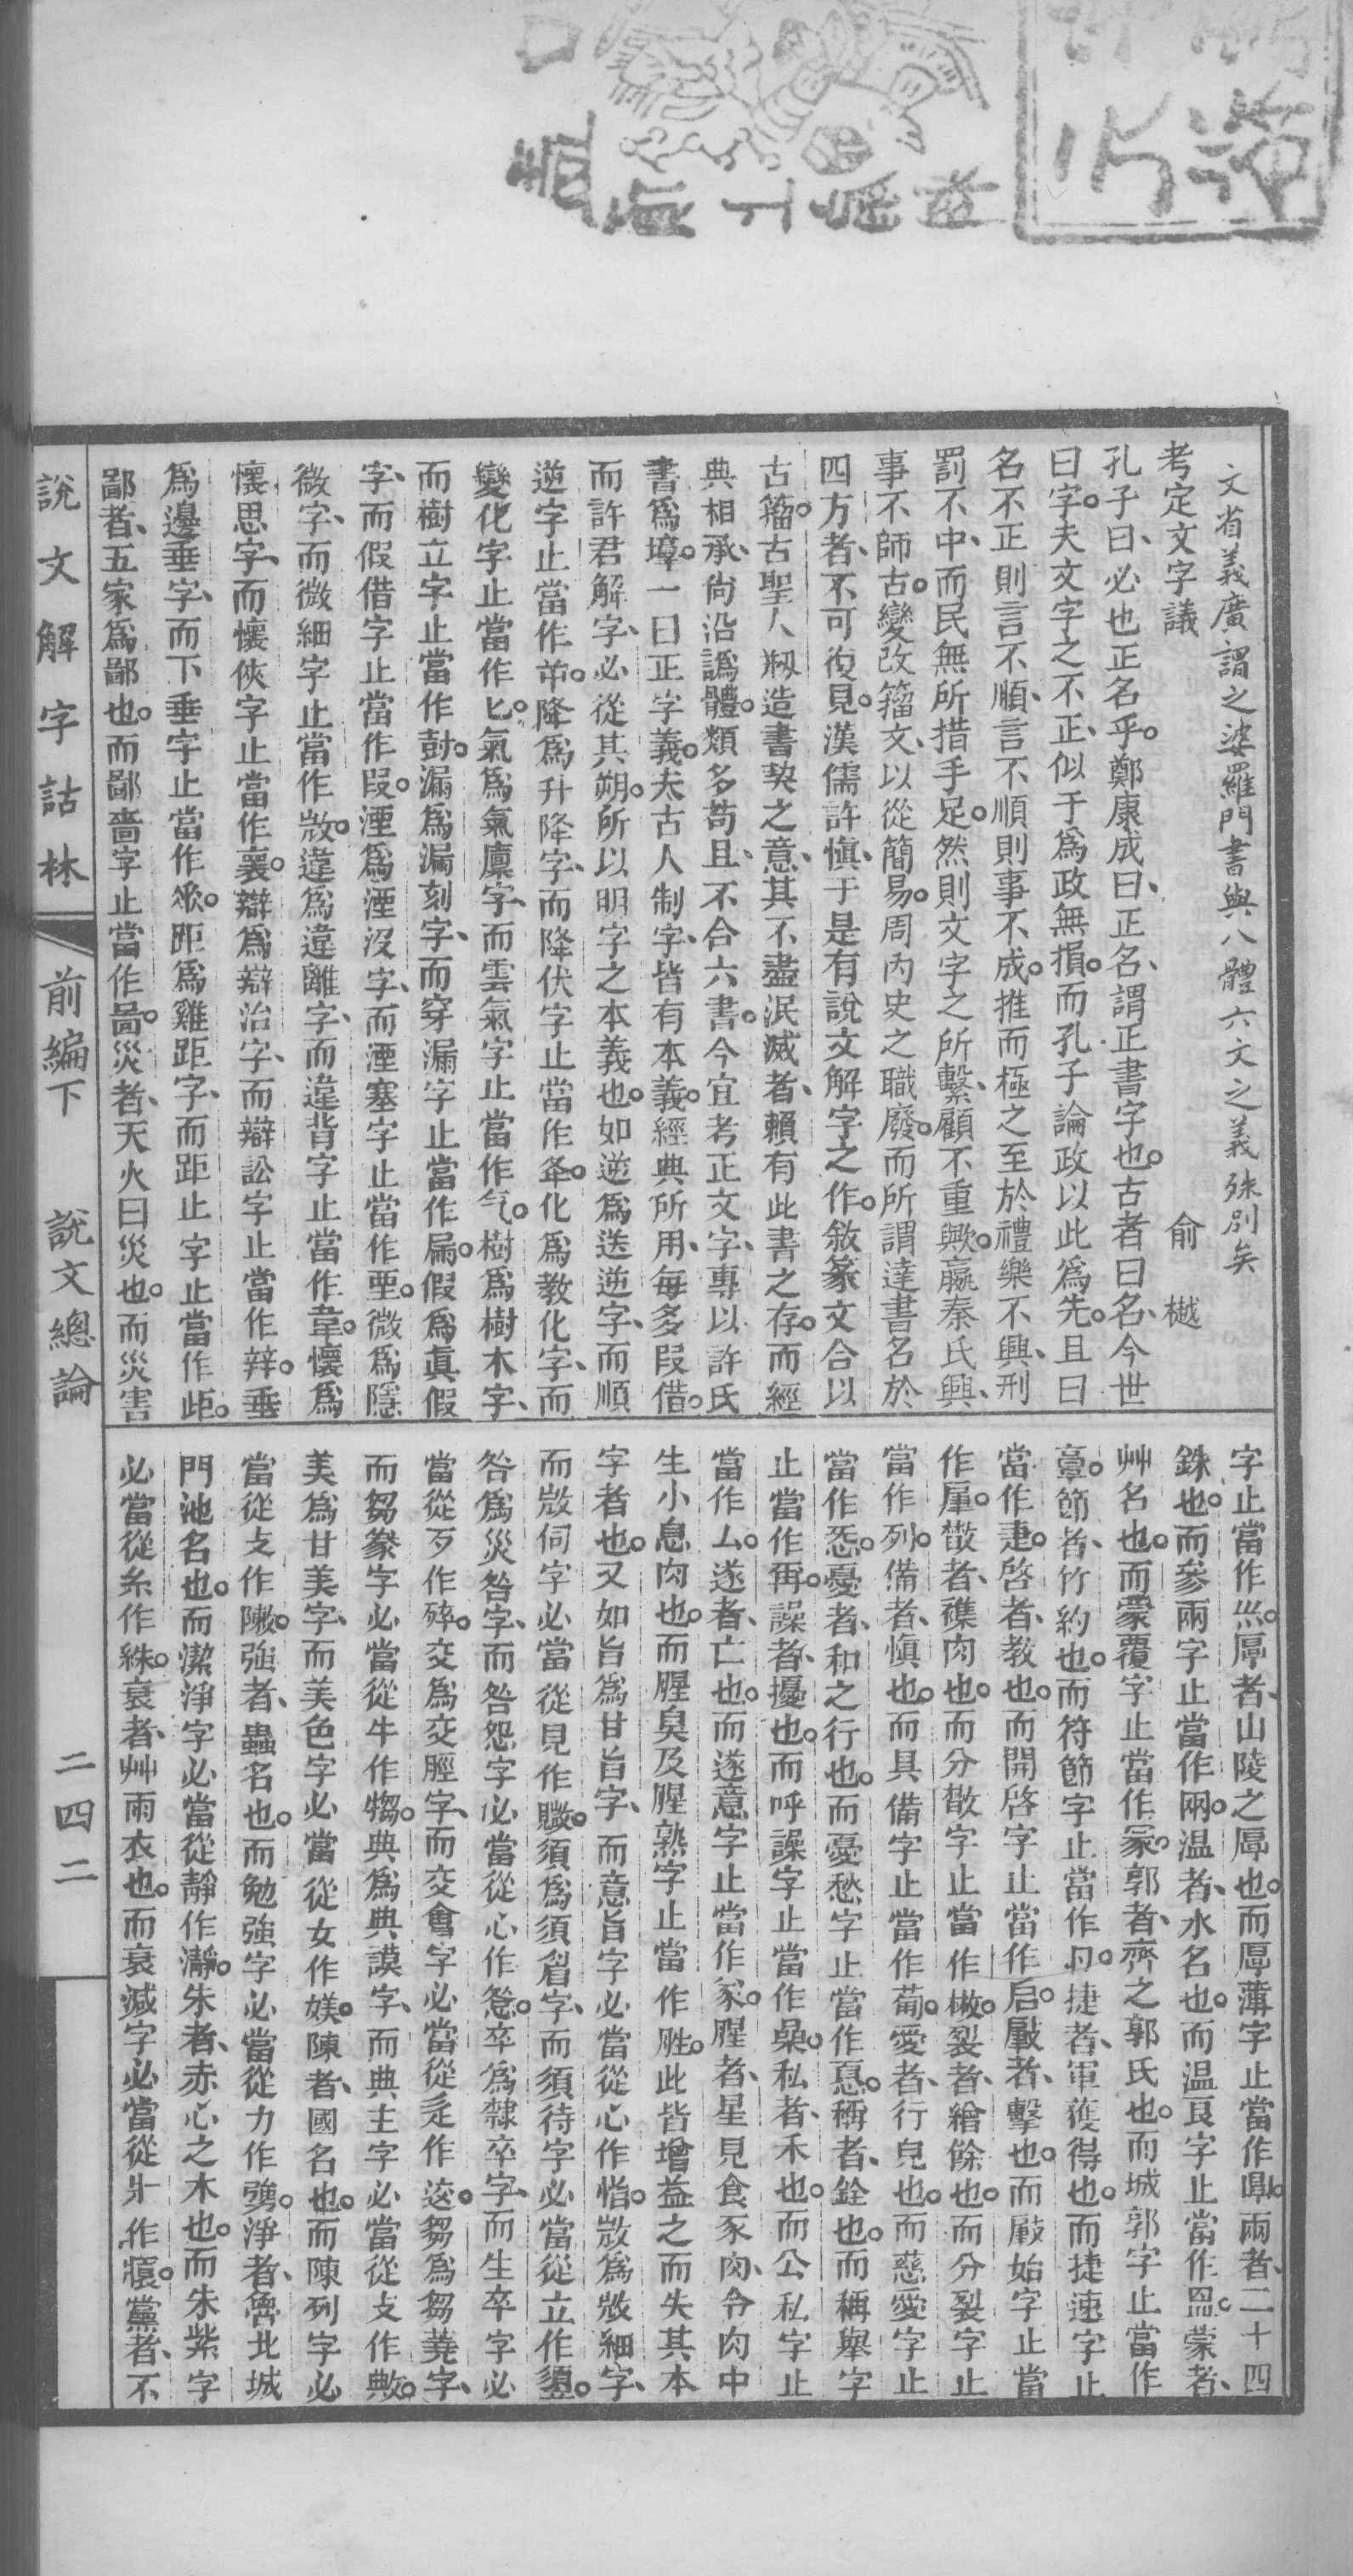 文省義廣謂之婆羅門書與八體六文之義殊別矣
考定文字議 俞樾
孔子曰、必也正名乎。鄭康成曰、正名、謂正書字也。古者曰名、今世
曰字。夫文字之不正、似于爲政無損。而孔子論政以此爲先。且曰
名不正則言不順、言不順則事不成。推而極之至於禮樂不興、刑
罰不中、而民無所措手足。然則文字之所繫、顧不重歟。嬴秦氏興、
事不師古。變改籀文、以從簡易。周內史之職廢。而所謂達書名於
四方者、不可復見。漢儒許愼、于是有說文解字之作。敘篆文合以
古籀。古聖人剏造書契之意、其不盡泯滅者、賴有此書之存。而經
典相承、尙沿譌體。類多苟且、不合六書。今宜考正文字、專以許氏
書爲埻。一曰正字義。夫古人制字、皆有本義。經典所用、每多叚借。
而許君解字、必從其朔。所以明字之本義也。如逆爲送逆字、而順
逆字止當作屰。降爲升降字、而降伏字止當作夅。化爲教化字、而
變化字止當作匕。氣爲氣廩字、而雲氣字止當作气。樹爲樹木字、
而樹立字止當作尌。漏爲漏刻字、而穿漏字止當作屚。假爲眞假
字、而假借字止當作叚。湮爲湮沒字、而湮塞字止當作垔。微爲隱
微字、而微細字止當作㪣。違爲違離字、而違背字止當作韋。懷爲
懷思字、而懷俠字止當作褱。辯爲辯治字、而辯訟字止當作辡。垂
爲邊垂字、而下垂字止當作𠂹。距爲雞距字、而距止字止當作歫。
鄙者、五家爲鄙也。而鄙嗇字止當作啚。災者、天火曰災也。而災害
字止當作巛。厚者、山陵之厚也。而厚薄字止當作㫗。兩者、二十四
銖也。而參兩字止當作㒳。温者、水名也。而温良字止當作昷。蒙者、
艸名也。而蒙覆字止當作冡。郭者、齊之郭氏也。而城郭字止當作
𩫖。節者、竹約也。而符節字止當作卪。捷者、軍獲得也。而捷速字止
當作疌。啓者、教也。而開啓字止當作启。肇者、擊也。而肇始字止當
作肁。散者、雜肉也。而分散字止當作㪔。裂者、繒餘也。而分裂字止
當作列。備者、愼也。而具備字止當作𤰇。愛者、行皃也。而慈愛字止
當作㤅。憂者、和之行也。而憂愁字止當作𢝊。稱者、銓也。而稱舉字
止當作爯。譟者、擾也。而呼譟字止當作喿。私者、禾也。而公私字止
當作厶。遂者、亡也。而遂意字止當作㒸。腥者、星見食豕肉、令肉中
生小息肉也。而腥臭及腥熟字止當作胜。此皆增益之而失其本
字者也。又如旨爲甘旨字、而意旨字必當從心作恉。㪣爲㪣細字、
而㪣伺字必當從見作覹。須爲須眉字、而須待字必當從立作䇓。
咎爲災咎字、而咎怨字必當從心作㤰。卒爲隸卒字、而生卒字必
當從歹作殌。交爲交脛字、而交會字必當從辵作䢒。芻爲芻蕘字、
而芻豢字必當從牛作犓。典爲典謨字、而典主字必當從攴作敟。
美爲甘美字、而美色字必當從女作媄。陳者、國名也。而陳列字必
當從攴作敶。強者、蟲名也。而勉強字必當從力作勥。淨者、魯北城
門池名也。而潔淨字必當從靜作瀞。朱者、赤心之木也。而朱紫字
必當從糸作絑。衰者、艸雨衣也。而衰減字必當從爿作㾁。黨者、不
說文解字詁林 前編下 說文總論 二四二